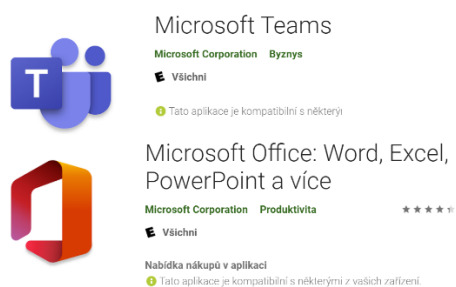 Microsoft Teams
Microsoft Corporation Byznys
T
E Všichni
Tato aplikace je kompatibilní s některý
Microsoft Office: Word, Excel,
PowerPoint a více
Microsoft Corporation Produktivita
E Všichni
Nabídka nákupů v aplikaci
Tato aplikace je kompatibilní s některými z vašich zařízení.